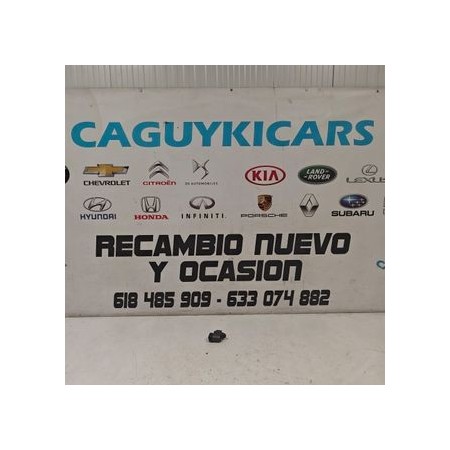 CAGUYKICARS
CHEVROLET CITROËN DS AUTOMOBILES KIA LAND ROVER LEXUS
HYUNDAI HONDA INFINITI PORSCHE RENAULT SUBARU
RECAMBIO NUEVO
Y OCASION
618 485 909 - 633 074 882